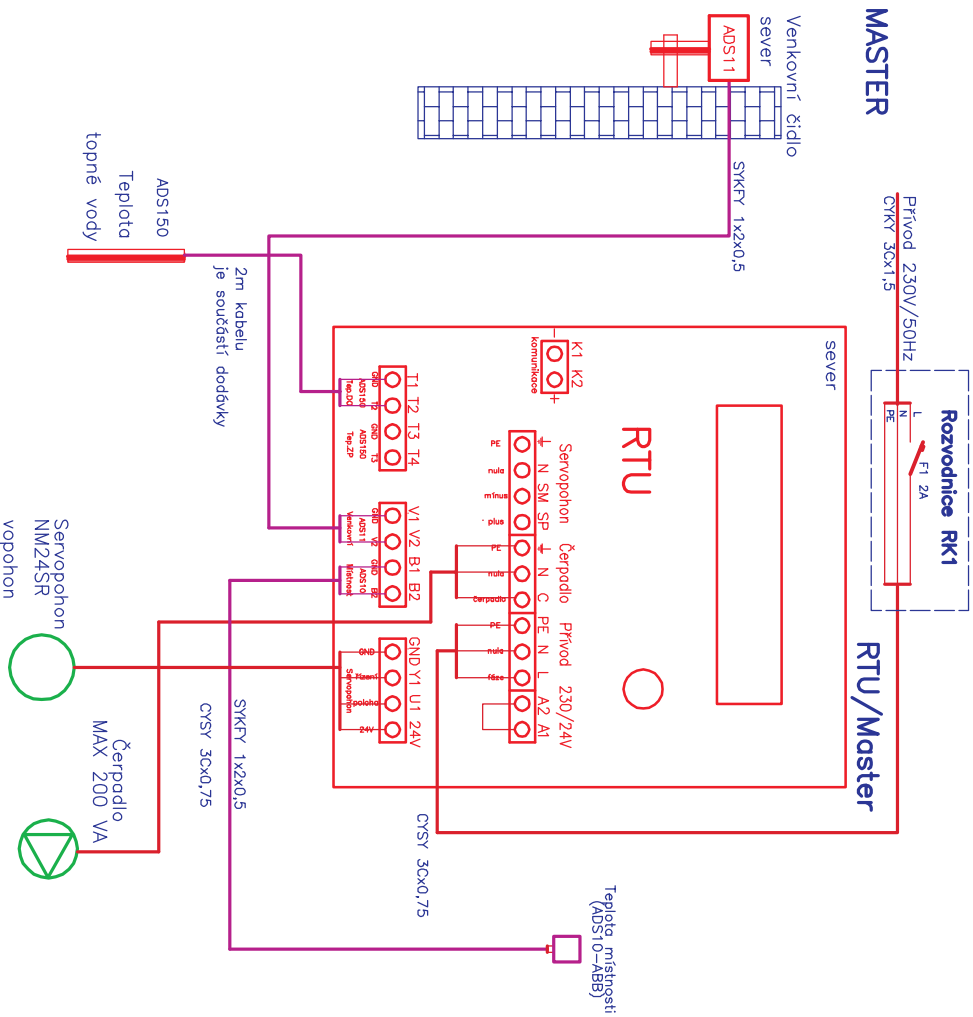 MASTER
Venkovní čidlo
sever
ADS11
SYKFY 1x2x0,5
Přívod 230V/50Hz
CYKY 3Cx1,5
Rozvodnice RK1
L
N
PE
F1 2A
RTU/Master
sever
RTU
K1 K2
komunikace
Servopohon
Čerpadlo
Přívod 230/24V
N SM SP
N C
PE N L
A2 A1
PE
nula
mínus
plus
PE
nula
čerpadlo
PE
nula
fáze
T1 T2 T3 T4
GND
T2
GND
T3
ADS150
ADS150
Tep.ZP
V1 V2 B1 B2
GND
V2
GND
B2
ADS11
Venkovní
ADS10
Místnost
GND Y1 U1 24V
GND
řízení
poloha
24V
Servopohon
ADS150
Teplota
topné vody
2m kabelu
je součástí dodávky
Servopohon
NM24SR
vopohon
Čerpadlo
MAX 200 VA
SYKFY 1x2x0,5
CYSY 3Cx0,75
CYSY 3Cx0,75
Teplota místnosti
(ADS10-ABB)